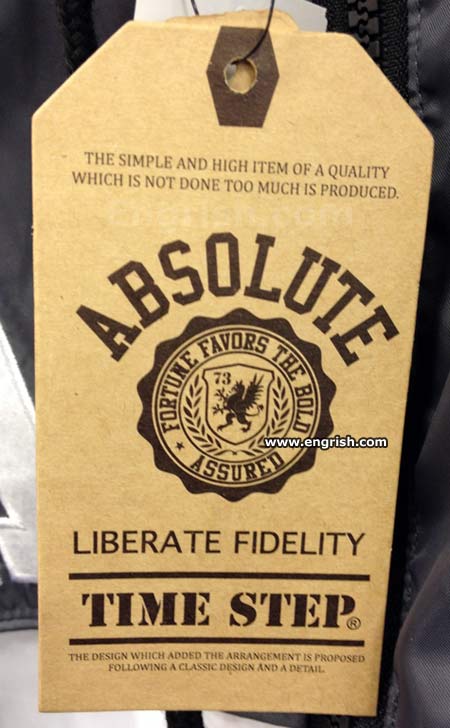 THE SIMPLE AND HIGH ITEM OF A QUALITY
WHICH IS NOT DONE TOO MUCH IS PRODUCED.
Engrish.com
ABSOLUTE
FORTUNE FAVORS THE BOLD
73
ASSURED
www.engrish.com
LIBERATE FIDELITY
TIME STEP®
THE DESIGN WHICH ADDED THE ARRANGEMENT IS PROPOSED
FOLLOWING A CLASSIC DESIGN AND A DETAIL